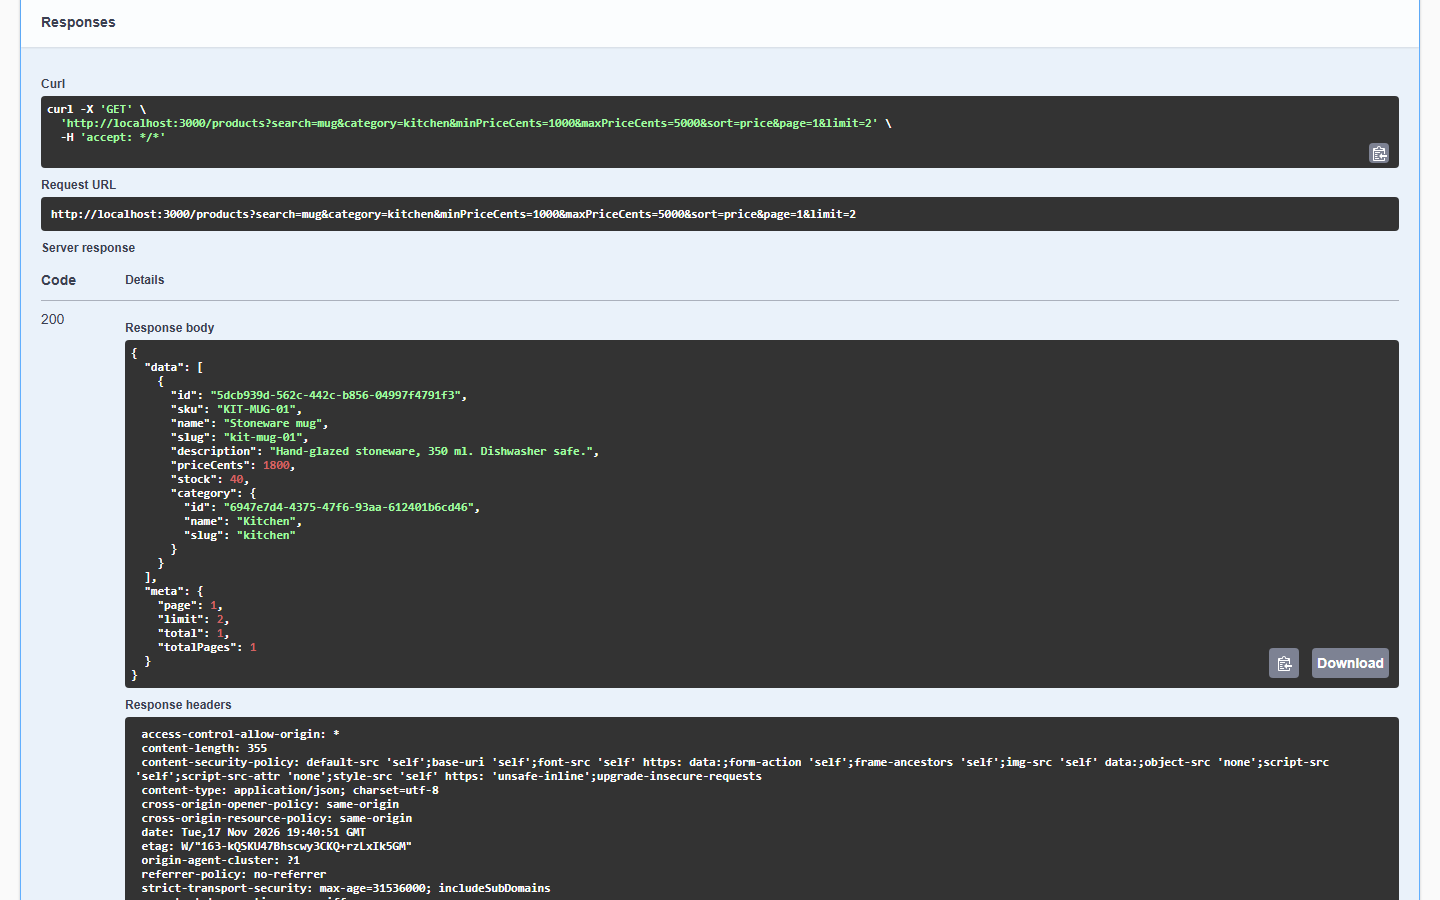 Responses
Curl
curl -X 'GET' \
'http://localhost:3000/products?search=mug&category=kitchen&minPriceCents=1000&maxPriceCents=5000&sort=price&page=1&limit=2' \
-H 'accept: */*'
Request URL
http://localhost:3000/products?search=mug&category=kitchen&minPriceCents=1000&maxPriceCents=5000&sort=price&page=1&limit=2
Server response
Code Details
200
Response body
{
"data": [
{
"id": "5dcb939d-562c-442c-b856-04997f4791f3",
"sku": "KIT-MUG-01",
"name": "Stoneware mug",
"slug": "kit-mug-01",
"description": "Hand-glazed stoneware, 350 ml. Dishwasher safe.",
"priceCents": 1800,
"stock": 40,
"category": {
"id": "6947e7d4-4375-47f6-93aa-612401b6cd46",
"name": "Kitchen",
"slug": "kitchen"
}
}
],
"meta": {
"page": 1,
"limit": 2,
"total": 1,
"totalPages": 1
}
}
Download
Response headers
access-control-allow-origin: *
content-length: 355
content-security-policy: default-src 'self';base-uri 'self';font-src 'self' https: data:;form-action 'self';frame-ancestors 'self';img-src 'self' data:;object-src 'none';script-src
'self';script-src-attr 'none';style-src 'self' https: 'unsafe-inline';upgrade-insecure-requests
content-type: application/json; charset=utf-8
cross-origin-opener-policy: same-origin
cross-origin-resource-policy: same-origin
date: Tue,17 Nov 2026 19:40:51 GMT
etag: W/"163-kQSKU47Bhscwy3CKQ+rzLxIk5GM"
origin-agent-cluster: ?1
referrer-policy: no-referrer
strict-transport-security: max-age=31536000; includeSubDomains